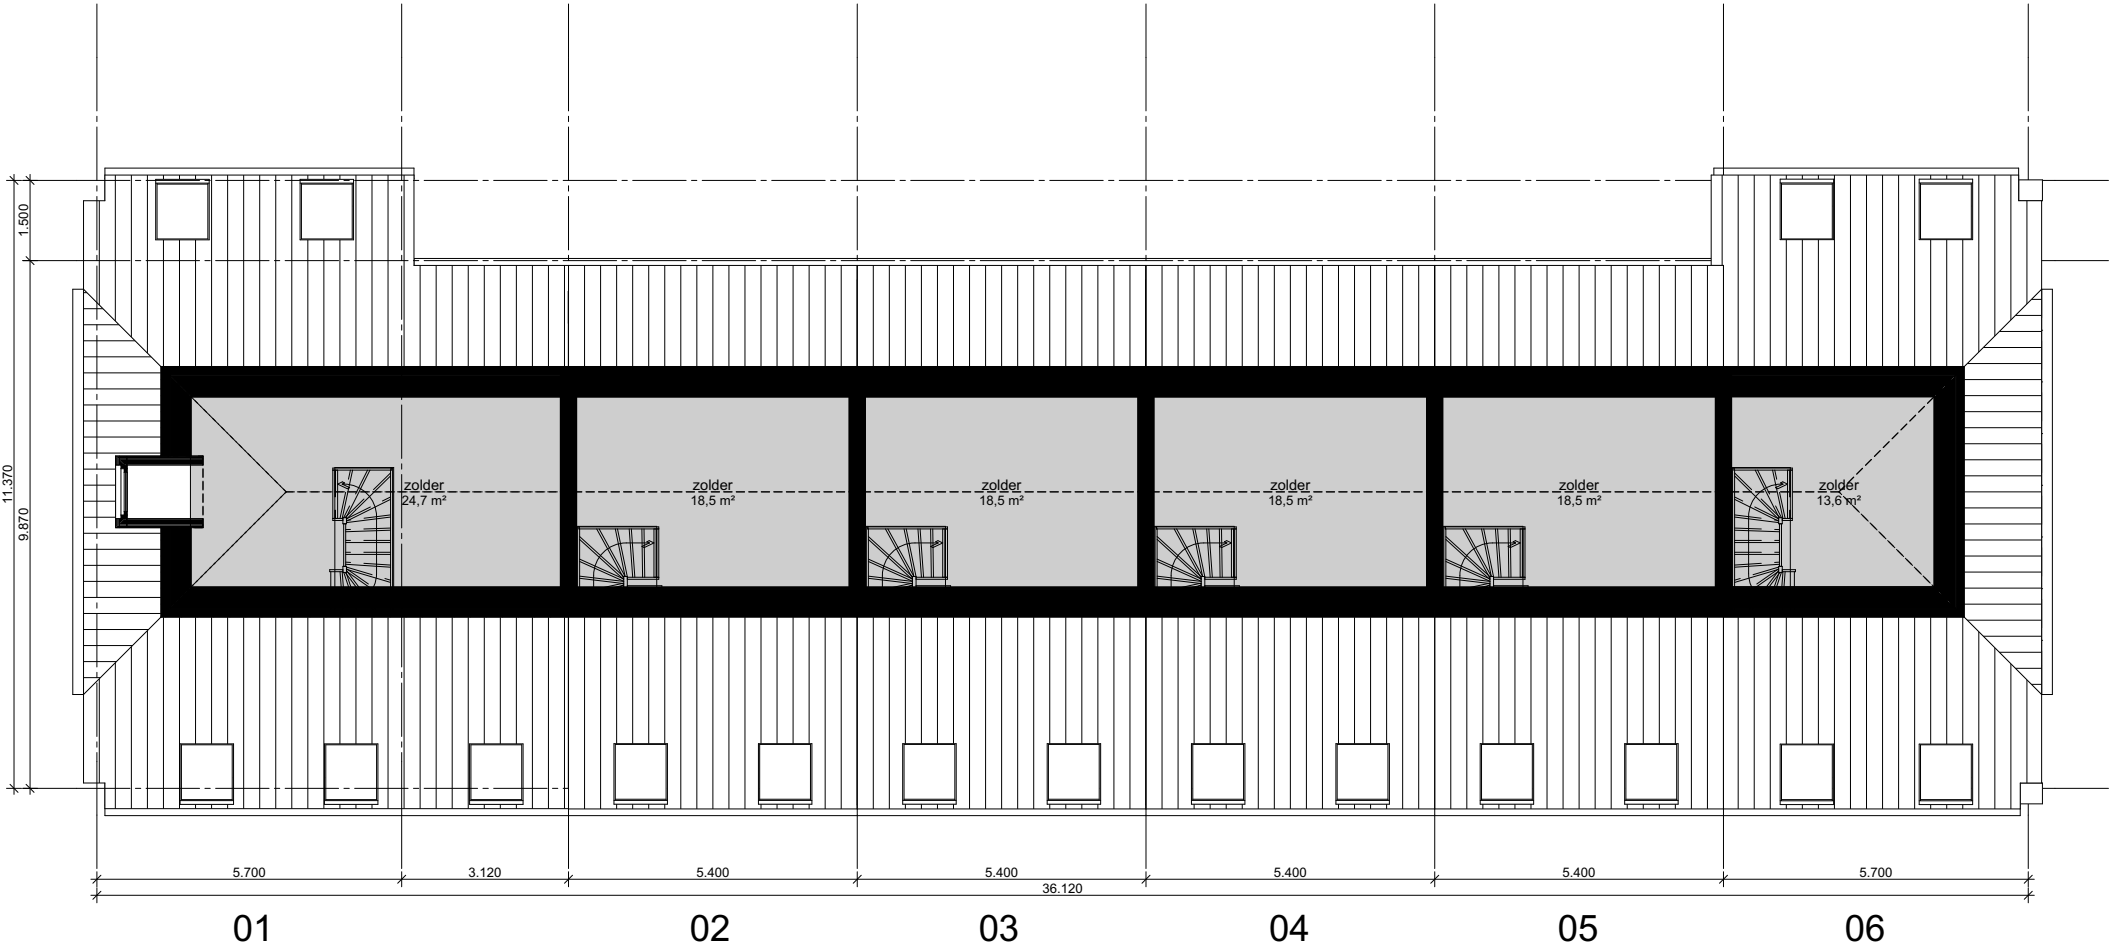 1.500
11.370
9.870
zolder
24,7 m²
zolder
18,5 m²
zolder
18,5 m²
zolder
18,5 m²
zolder
18,5 m²
zolder
13,6 m²
5.700
3.120
5.400
5.400
5.400
5.400
5.700
36.120
01
02
03
04
05
06